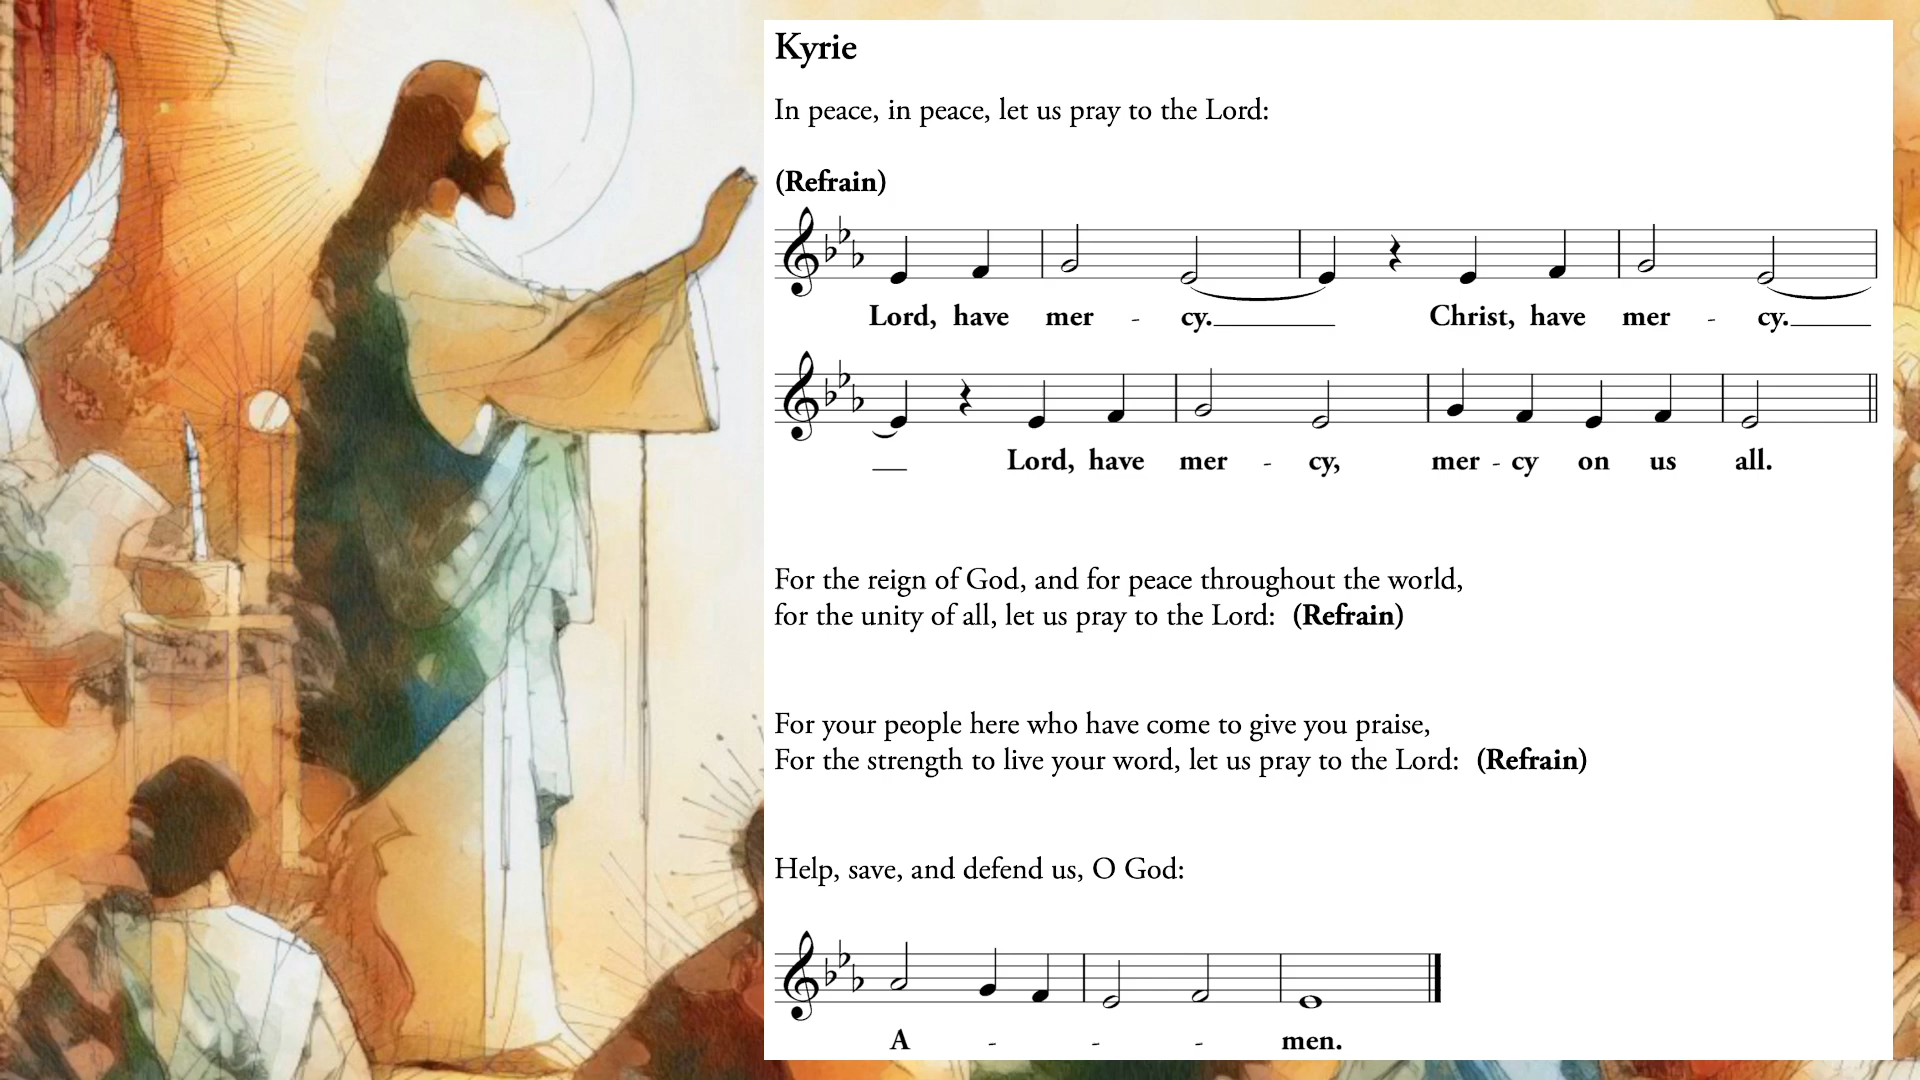 Kyrie
In peace, in peace, let us pray to the Lord:
(Refrain)
Lord, have mer - cy. Christ, have mer - cy.
Lord, have mer - cy, mer - cy on us all.
For the reign of God, and for peace throughout the world,
for the unity of all, let us pray to the Lord: (Refrain)
For your people here who have come to give you praise,
For the strength to live your word, let us pray to the Lord: (Refrain)
Help, save, and defend us, O God:
A - - - men.